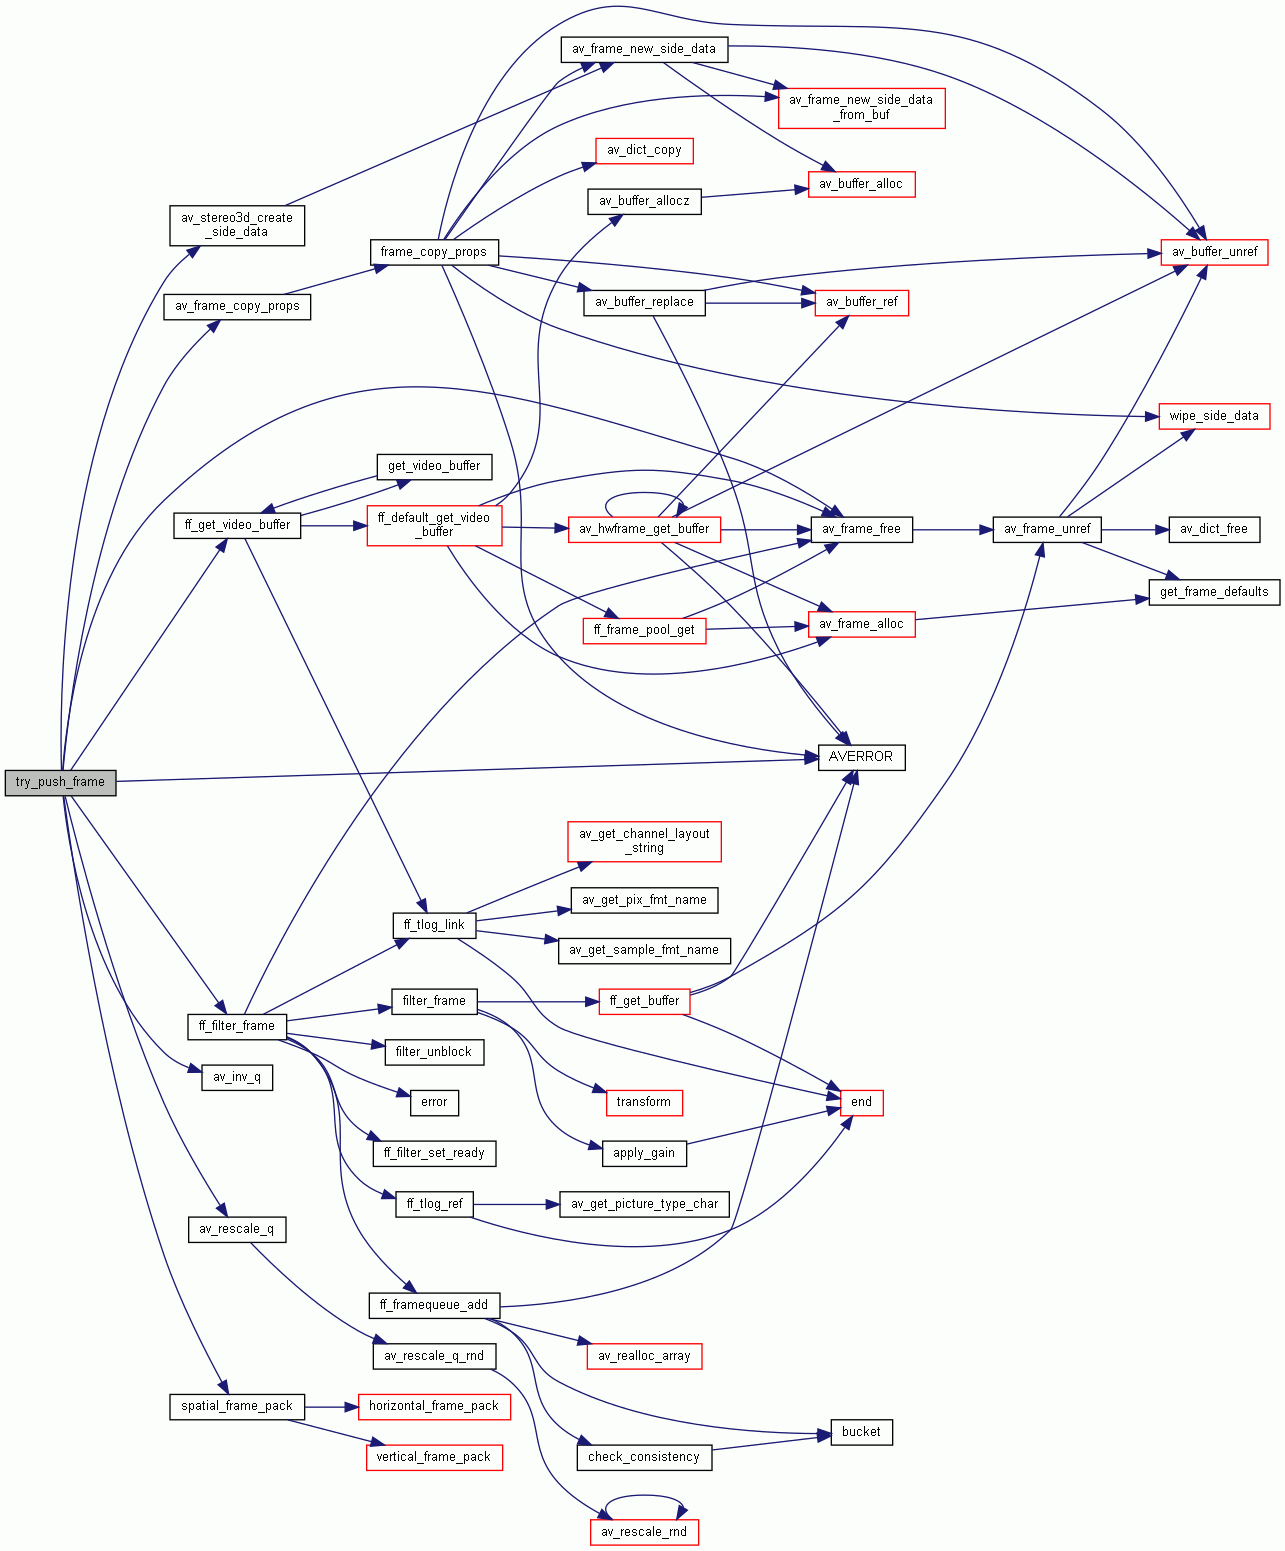 av_frame_new_side_data
av_frame_new_side_data
_from_buf
av_dict_copy
av_buffer_alloc
av_buffer_allocz
av_stereo3d_create
_side_data
frame_copy_props
av_buffer_unref
av_frame_copy_props
av_buffer_replace
av_buffer_ref
wipe_side_data
get_video_buffer
ff_get_video_buffer
ff_default_get_video
_buffer
av_hwframe_get_buffer
av_frame_free
av_frame_unref
av_dict_free
get_frame_defaults
ff_frame_pool_get
av_frame_alloc
AVERROR
try_push_frame
av_get_channel_layout
_string
av_get_pix_fmt_name
ff_tlog_link
av_get_sample_fmt_name
filter_frame
ff_get_buffer
ff_filter_frame
filter_unblock
av_inv_q
error
transform
end
ff_filter_set_ready
apply_gain
ff_tlog_ref
av_get_picture_type_char
av_rescale_q
ff_framequeue_add
av_rescale_q_rnd
av_realloc_array
spatial_frame_pack
horizontal_frame_pack
bucket
vertical_frame_pack
check_consistency
av_rescale_rnd